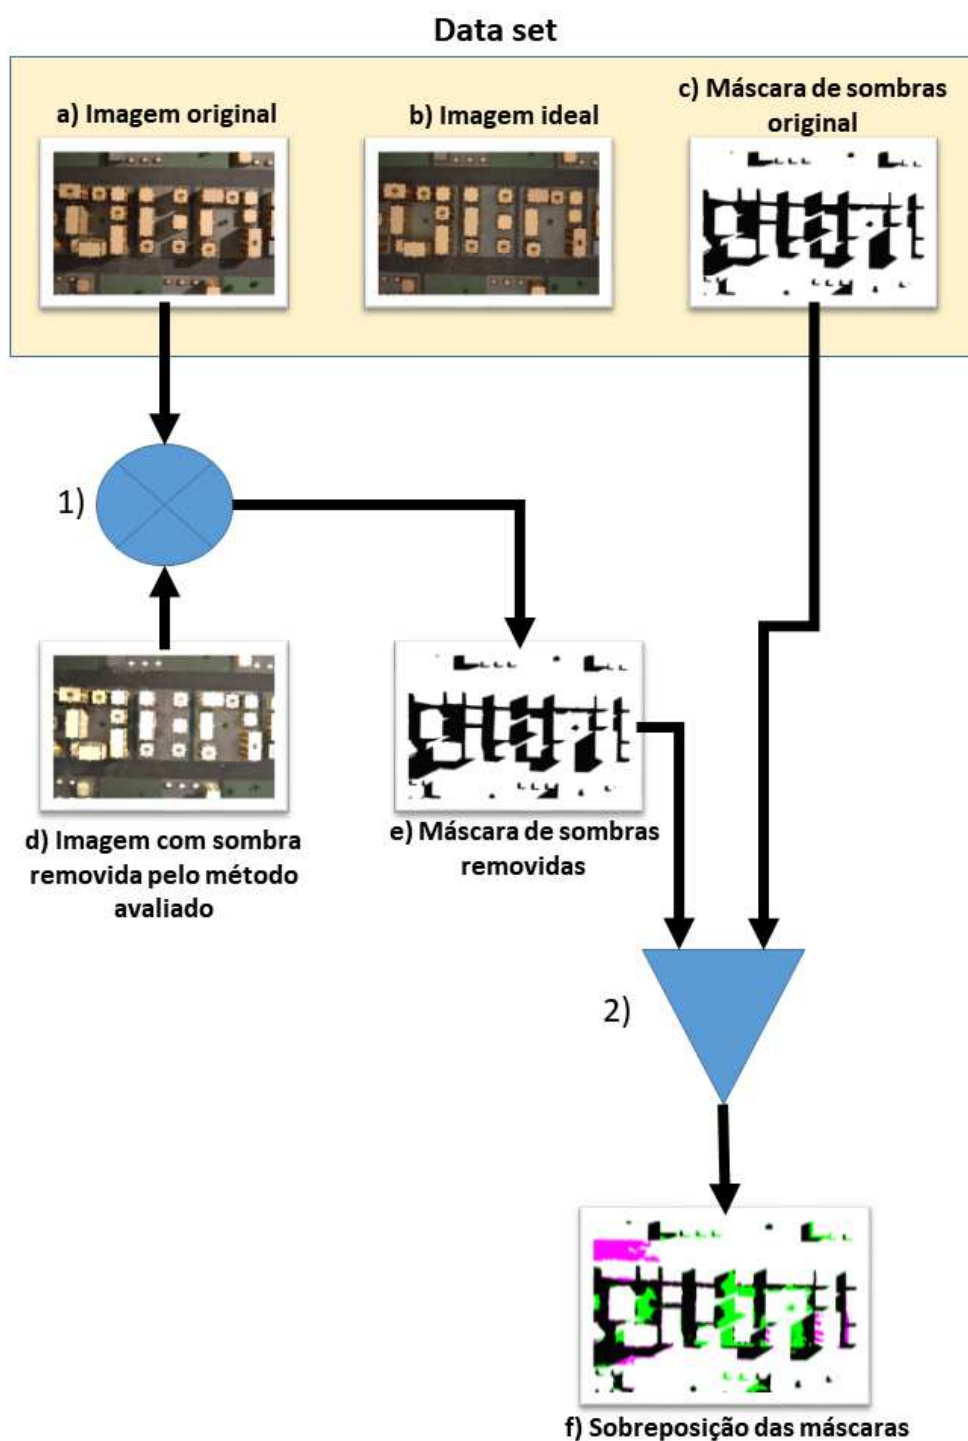 Data set
a) Imagem original
b) Imagem ideal
c) Máscara de sombras
original
1)
d) Imagem com sombra
removida pelo método
avaliado
e) Máscara de sombras
removidas
2)
f) Sobreposição das máscaras